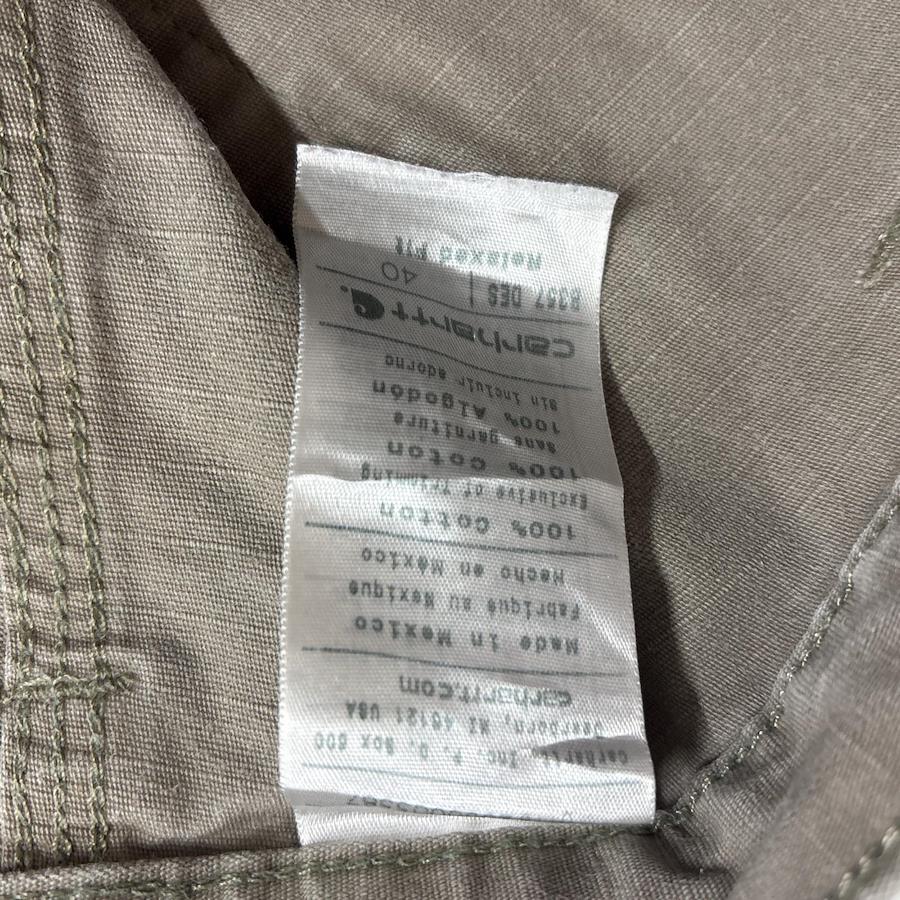 Relaxed Fit
B357 DES | 40
carhartt
sin incluir adorno
100% Algodón
sans garniture
100% Coton
Exclusive of Trimming
100% Cotton
Hecho en México
Fabriqué au Mexique
Made in Mexico
carhartt.com
Dearborn, MI 48121 USA
Carhartt, Inc. P. O. Box 600